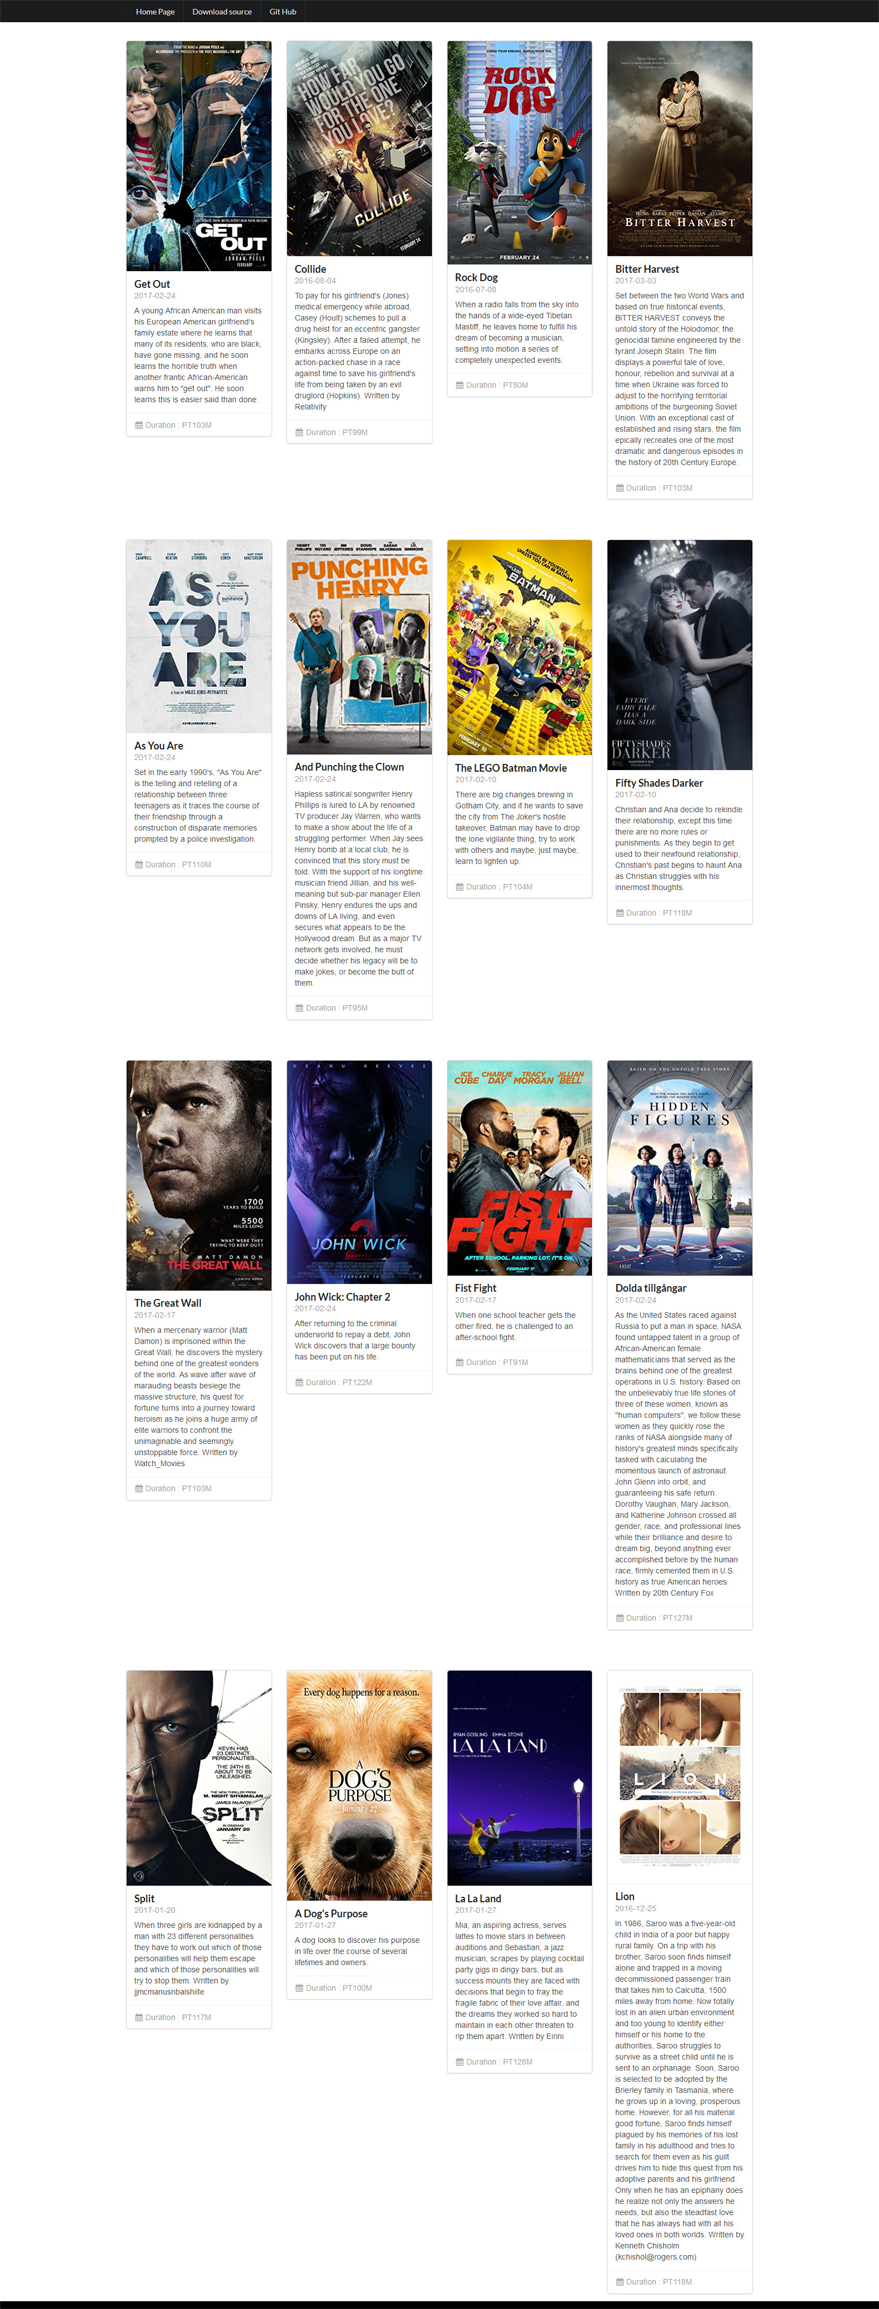 Home Page
Download source
Git Hub
GET
OUT
JORDAN PEELE
FEBRUARY
Get Out
2017-02-24
A young African American man visits
his European American girlfriend's
family estate where he learns that
many of its residents, who are black,
have gone missing, and he soon
learns the horrible truth when
another frantic African-American
warns him to "get out". He soon
learns this is easier said than done.
Duration : PT103M
HOW FAR
WOULD YOU GO
FOR THE ONE
YOU LOVE?
COLLIDE
FEBRUARY 24
Collide
2016-08-04
To pay for his girlfriend's (Jones)
medical emergency while abroad,
Casey (Hoult) schemes to pull a
drug heist for an eccentric gangster
(Kingsley). After a failed attempt, he
embarks across Europe on an
action-packed chase in a race
against time to save his girlfriend's
life from being taken by an evil
druglord (Hopkins). Written by
Relativity
Duration : PT99M
ROCK
DOG
FEBRUARY 24
Rock Dog
2016-07-08
When a radio falls from the sky into
the hands of a wide-eyed Tibetan
Mastiff, he leaves home to fulfill his
dream of becoming a musician,
setting into motion a series of
completely unexpected events.
Duration : PT80M
IRONS BARKS PEPPER HASSAN STAMP
BITTER HARVEST
Bitter Harvest
2017-03-03
Set between the two World Wars and
based on true historical events,
BITTER HARVEST conveys the
untold story of the Holodomor, the
genocidal famine engineered by the
tyrant Joseph Stalin. The film
displays a powerful tale of love,
honour, rebellion and survival at a
time when Ukraine was forced to
adjust to the horrifying territorial
ambitions of the burgeoning Soviet
Union. With an exceptional cast of
established and rising stars, the film
epically recreates one of the most
dramatic and dangerous episodes in
the history of 20th Century Europe.
Duration : PT103M
sundance
AS
YOU
ARE
A FILM BY MILES JORIS-PEYRAFITTE
As You Are
2017-02-24
Set in the early 1990's, "As You Are"
is the telling and retelling of a
relationship between three
teenagers as it traces the course of
their friendship through a
construction of disparate memories
prompted by a police investigation.
Duration : PT110M
HENRY PHILLIPS
TIG NOTARO
JIM JEFFERIES
DOUG STANHOPE
SARAH SILVERMAN
J.K. SIMMONS
PUNCHING
HENRY
And Punching the Clown
2017-02-24
Hapless satirical songwriter Henry
Phillips is lured to LA by renowned
TV producer Jay Warren, who wants
to make a show about the life of a
struggling performer. When Jay sees
Henry bomb at a local club, he is
convinced that this story must be
told. With the support of his longtime
musician friend Jillian, and his well-
meaning but sub-par manager Ellen
Pinsky, Henry endures the ups and
downs of LA living, and even
secures what appears to be the
Hollywood dream. But as a major TV
network gets involved, he must
decide whether his legacy will be to
make jokes, or become the butt of
them.
Duration : PT95M
ALWAYS BE YOURSELF.
UNLESS YOU CAN BE BATMAN
BATMAN
FEBRUARY 10
The LEGO Batman Movie
2017-02-10
There are big changes brewing in
Gotham City, and if he wants to save
the city from The Joker's hostile
takeover, Batman may have to drop
the lone vigilante thing, try to work
with others and maybe, just maybe,
learn to lighten up.
Duration : PT104M
EVERY
FAIRY TALE
HAS A
DARK SIDE
FIFTY SHADES
DARKER
Fifty Shades Darker
2017-02-10
Christian and Ana decide to rekindle
their relationship, except this time
there are no more rules or
punishments. As they begin to get
used to their newfound relationship,
Christian's past begins to haunt Ana
as Christian struggles with his
innermost thoughts.
Duration : PT118M
1700
YEARS TO BUILD
5500
MILES LONG
WHAT WERE THEY
TRYING TO KEEP OUT?
MATT DAMON
THE GREAT WALL
COMING SOON
The Great Wall
2017-02-17
When a mercenary warrior (Matt
Damon) is imprisoned within the
Great Wall, he discovers the mystery
behind one of the greatest wonders
of the world. As wave after wave of
marauding beasts besiege the
massive structure, his quest for
fortune turns into a journey toward
heroism as he joins a huge army of
elite warriors to confront the
unimaginable and seemingly
unstoppable force. Written by
Watch_Movies
Duration : PT103M
KEANU REEVES
2
JOHN WICK
CHAPTER 2
FEBRUARY 10
John Wick: Chapter 2
2017-02-24
After returning to the criminal
underworld to repay a debt, John
Wick discovers that a large bounty
has been put on his life.
Duration : PT122M
ICE CUBE
CHARLIE DAY
TRACY MORGAN
JILLIAN BELL
FIST
FIGHT
AFTER SCHOOL. PARKING LOT. IT'S ON.
FEBRUARY 17
Fist Fight
2017-02-17
When one school teacher gets the
other fired, he is challenged to an
after-school fight.
Duration : PT91M
BASED ON THE UNTOLD TRUE STORY
HIDDEN
FIGURES
Dolda tillgångar
2017-02-24
As the United States raced against
Russia to put a man in space, NASA
found untapped talent in a group of
African-American female
mathematicians that served as the
brains behind one of the greatest
operations in U.S. history. Based on
the unbelievably true life stories of
three of these women, known as
"human computers", we follow these
women as they quickly rose the
ranks of NASA alongside many of
history's greatest minds specifically
tasked with calculating the
momentous launch of astronaut
John Glenn into orbit, and
guaranteeing his safe return.
Dorothy Vaughan, Mary Jackson,
and Katherine Johnson crossed all
gender, race, and professional lines
while their brilliance and desire to
dream big, beyond anything ever
accomplished before by the human
race, firmly cemented them in U.S.
history as true American heroes.
Written by 20th Century Fox
Duration : PT127M
KEVIN HAS
23 DISTINCT
PERSONALITIES.
THE 24TH IS
ABOUT TO BE
UNLEASHED.
M. NIGHT SHYAMALAN
JAMES McAVOY
SPLIT
IN CINEMAS
JANUARY 20
Split
2017-01-20
When three girls are kidnapped by a
man with 23 different personalities
they have to work out which of those
personalities will help them escape
and which of those personalities will
try to stop them. Written by
jjmcmanusnbalshiite
Duration : PT117M
Every dog happens for a reason.
A
DOG'S
PURPOSE
January 27
A Dog's Purpose
2017-01-27
A dog looks to discover his purpose
in life over the course of several
lifetimes and owners.
Duration : PT100M
RYAN GOSLING EMMA STONE
LA LA LAND
La La Land
2017-01-27
Mia, an aspiring actress, serves
lattes to movie stars in between
auditions and Sebastian, a jazz
musician, scrapes by playing cocktail
party gigs in dingy bars, but as
success mounts they are faced with
decisions that begin to fray the
fragile fabric of their love affair, and
the dreams they worked so hard to
maintain in each other threaten to
rip them apart. Written by Eirini
Duration : PT128M
LION
Lion
2016-12-25
In 1986, Saroo was a five-year-old
child in India of a poor but happy
rural family. On a trip with his
brother, Saroo soon finds himself
alone and trapped in a moving
decommissioned passenger train
that takes him to Calcutta, 1500
miles away from home. Now totally
lost in an alien urban environment
and too young to identify either
himself or his home to the
authorities, Saroo struggles to
survive as a street child until he is
sent to an orphanage. Soon, Saroo
is selected to be adopted by the
Brierley family in Tasmania, where
he grows up in a loving, prosperous
home. However, for all his material
good fortune, Saroo finds himself
plagued by his memories of his lost
family in his adulthood and tries to
search for them even as his guilt
drives him to hide this quest from his
adoptive parents and his girlfriend.
Only when he has an epiphany does
he realize not only the answers he
needs, but also the steadfast love
that he has always had with all his
loved ones in both worlds. Written by
Kenneth Chisholm
(kchishol@rogers.com)
Duration : PT118M